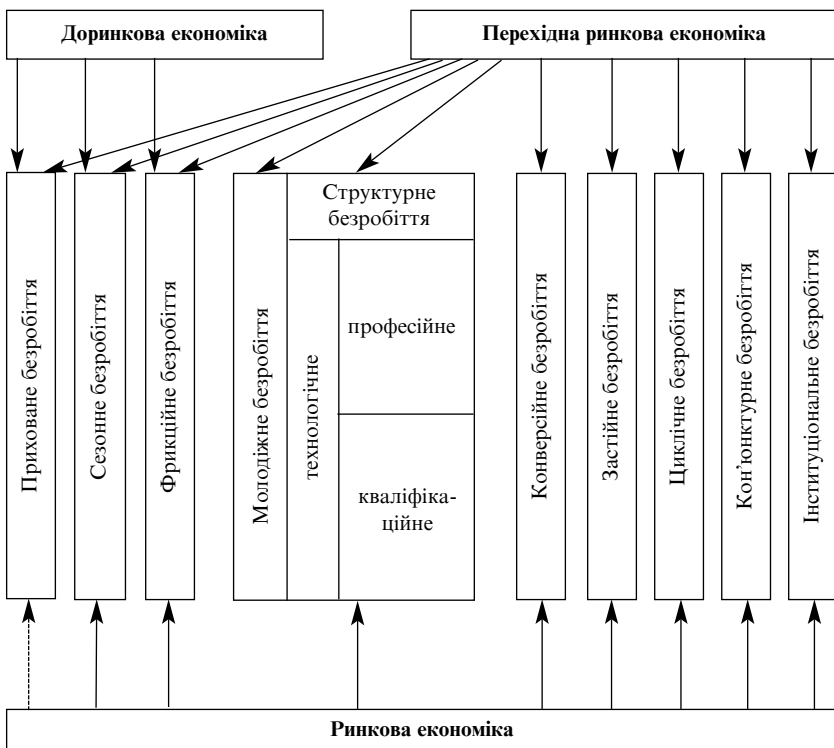 Доринкова економіка
Перехідна ринкова економіка
Приховане безробіття
Сезонне безробіття
Фрикційне безробіття
Молодіжне безробіття
Структурне
безробіття
технологічне
професійне
кваліфіка-
ційне
Конверсійне безробіття
Застійне безробіття
Циклічне безробіття
Кон’юнктурне безробіття
Інституціональне безробіття
Ринкова економіка